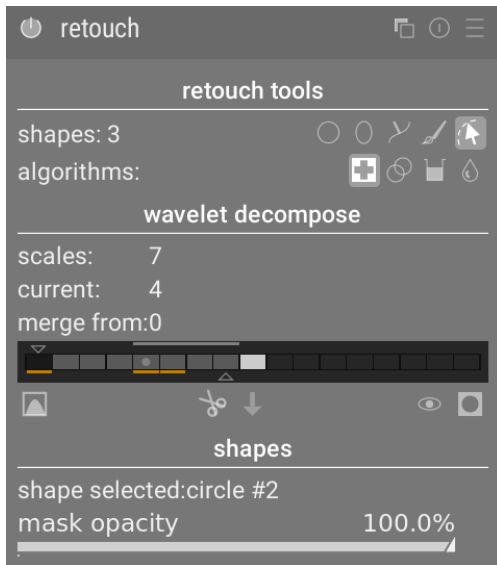 retouch
retouch tools
shapes: 3
algorithms:
wavelet decompose
scales: 7
current: 4
merge from:0
shapes
shape selected:circle #2
mask opacity 100.0%